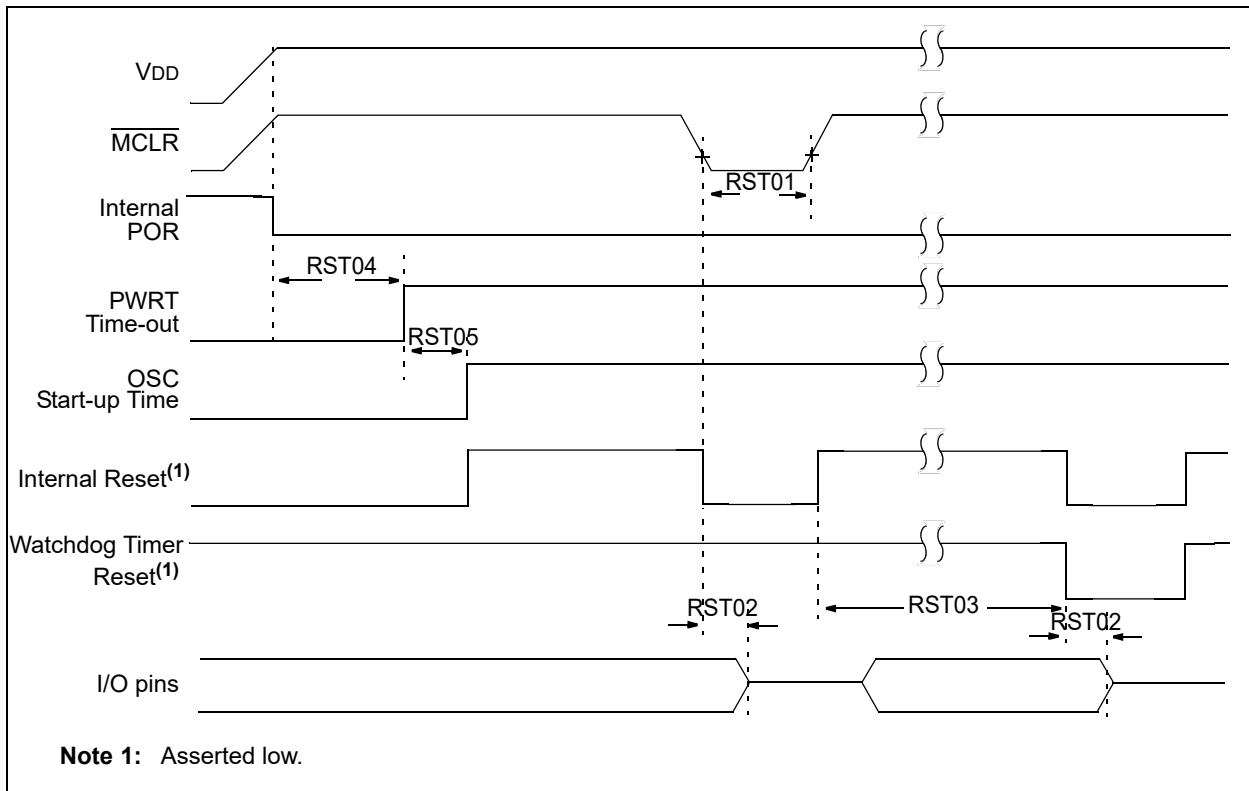 VDD
MCLR
RST01
Internal
POR
RST04
PWRT
Time-out
RST05
OSC
Start-up Time
Internal Reset(1)
Watchdog Timer
Reset(1)
RST02
RST03
RST02
I/O pins
Note 1: Asserted low.